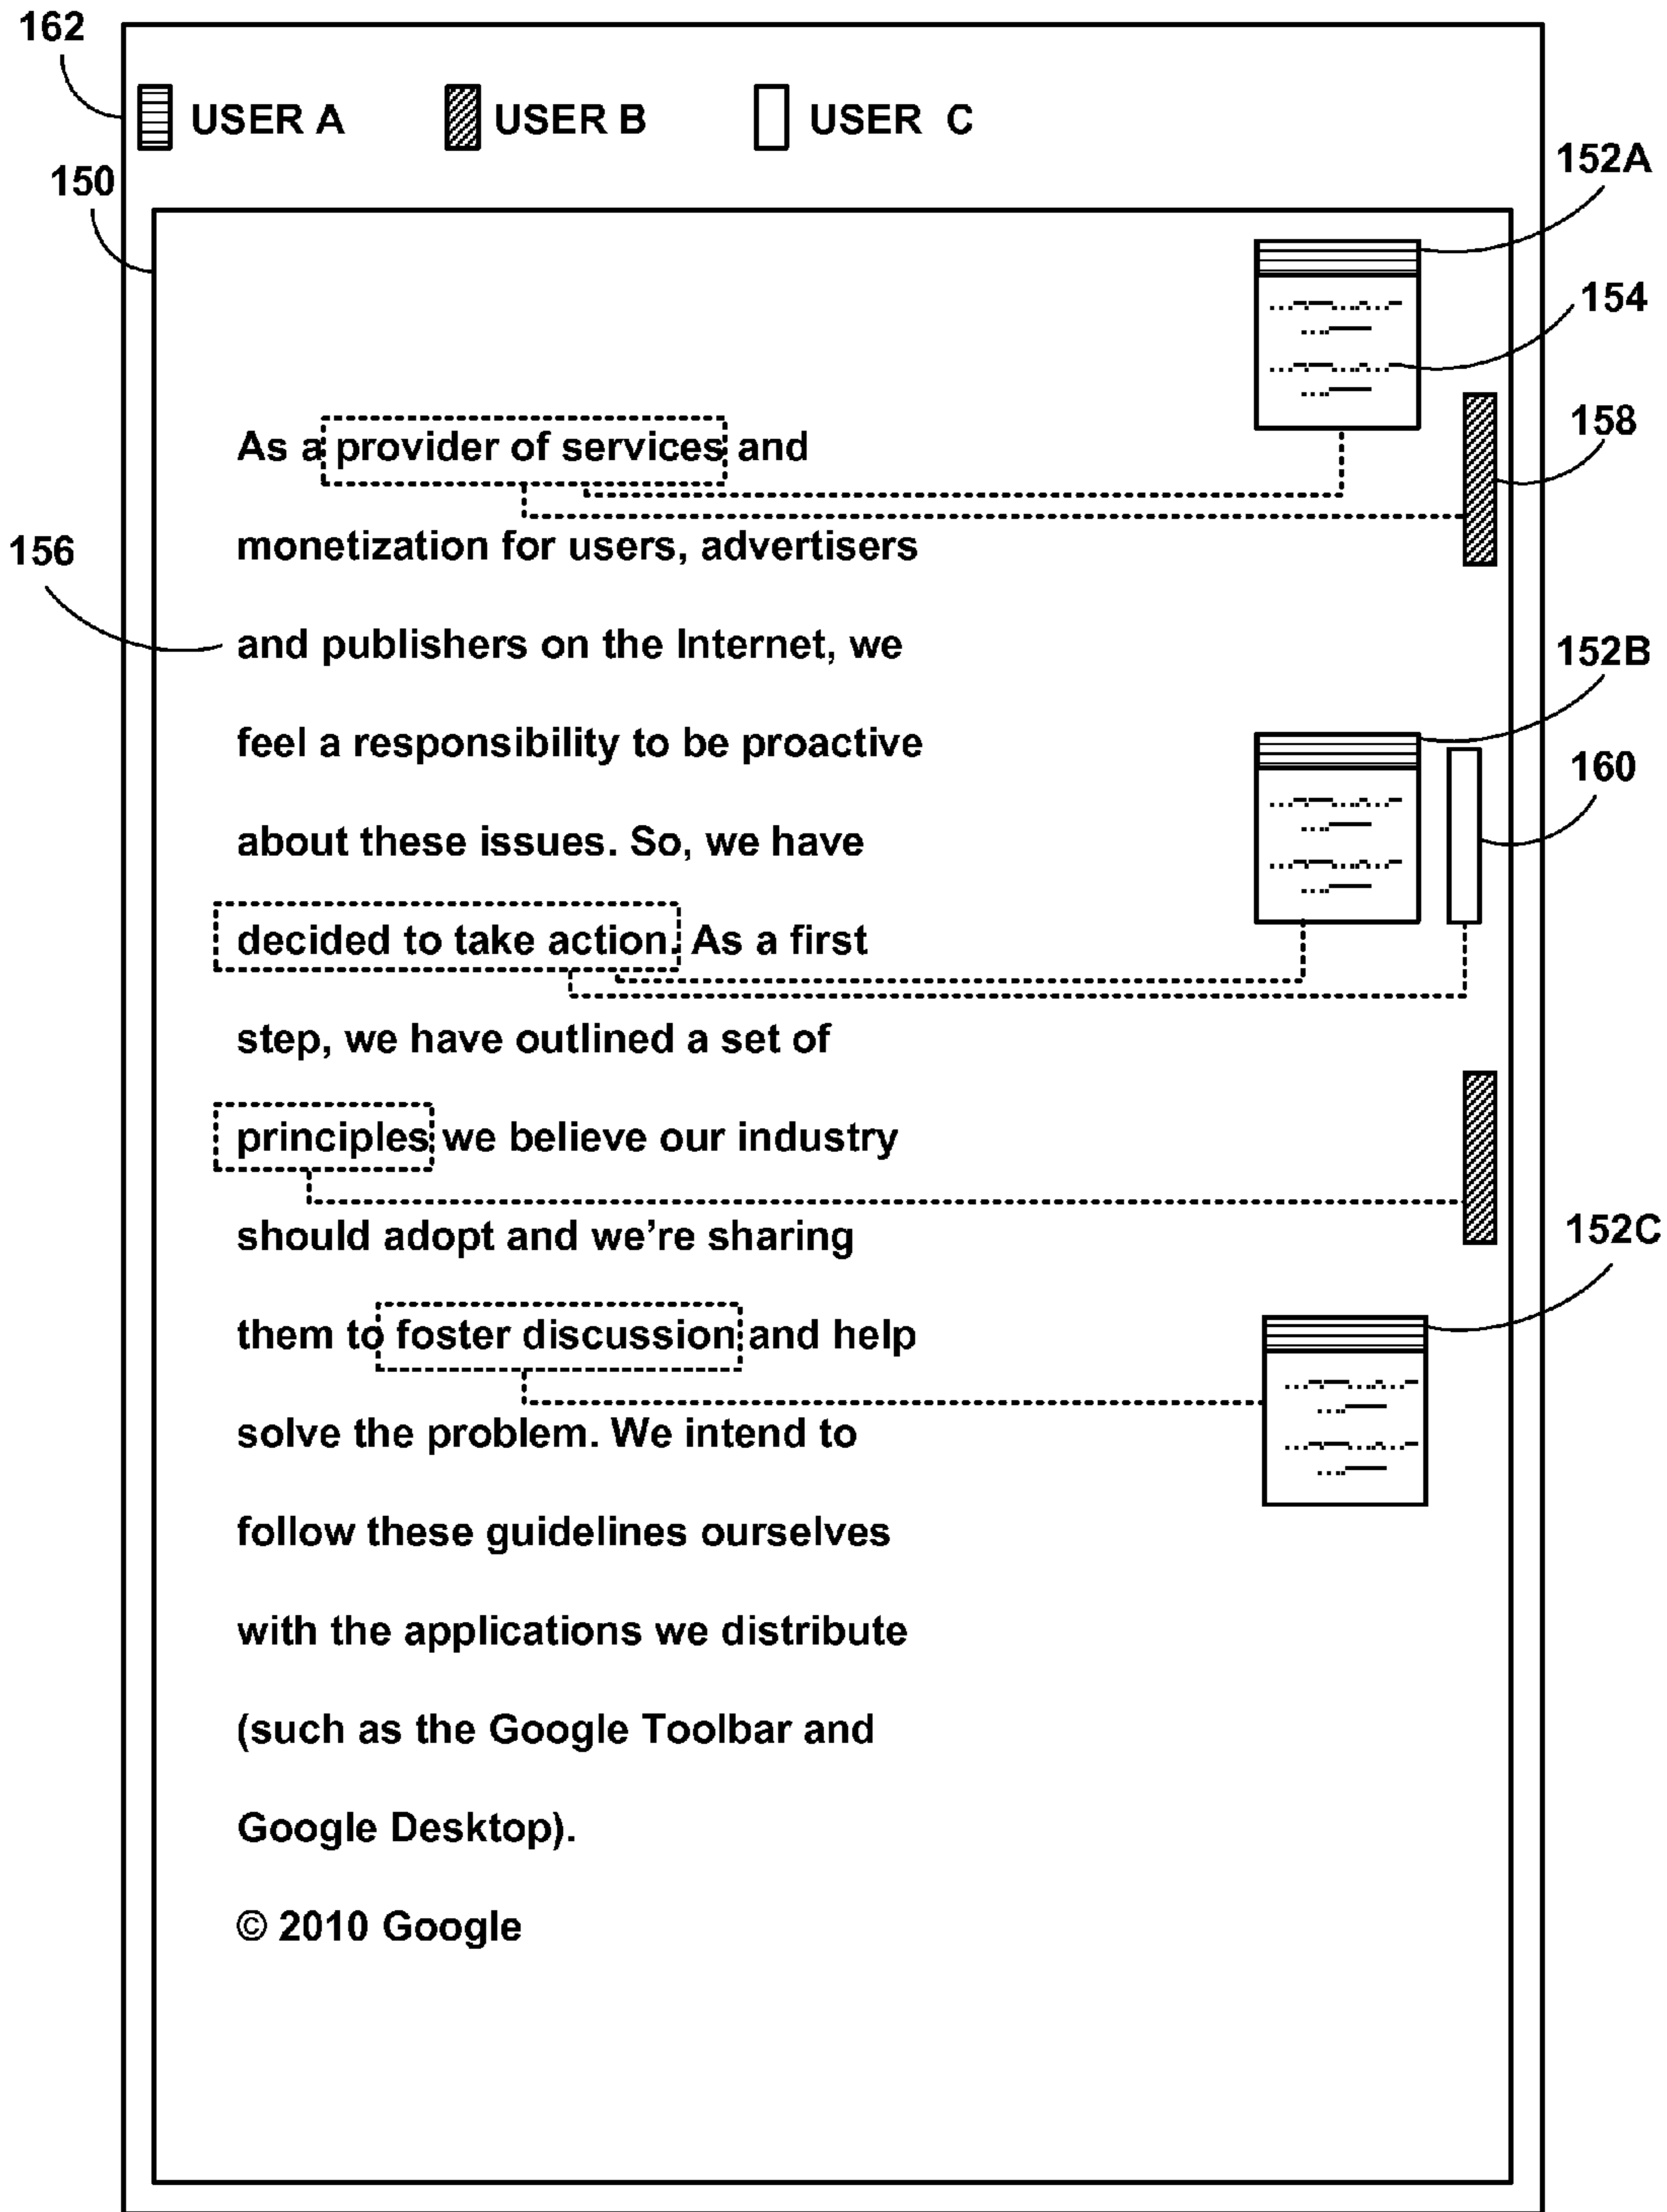 162
USER A USER B USER C
150
152A
154
158
As a provider of services and
monetization for users, advertisers
156
and publishers on the Internet, we
152B
feel a responsibility to be proactive
160
about these issues. So, we have
decided to take action. As a first
step, we have outlined a set of
principles we believe our industry
152C
should adopt and we're sharing
them to foster discussion and help
solve the problem. We intend to
follow these guidelines ourselves
with the applications we distribute
(such as the Google Toolbar and
Google Desktop).
© 2010 Google